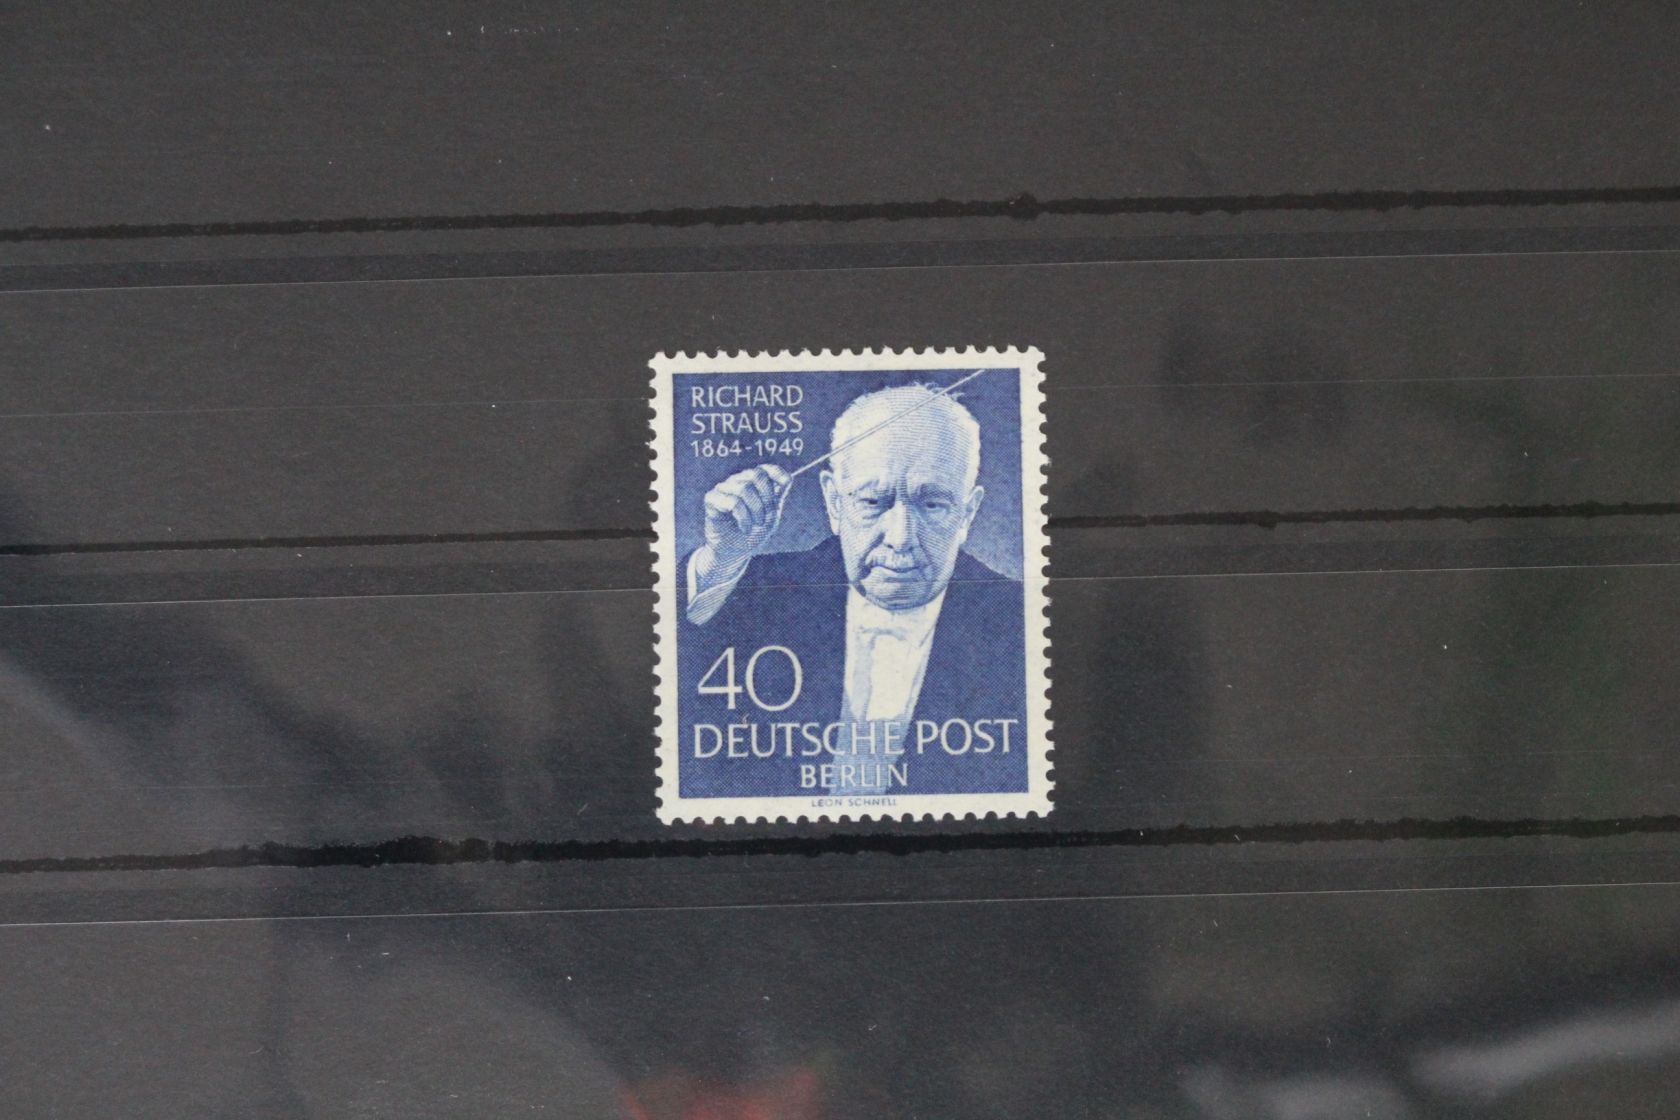 RICHARD
STRAUSS
1864-1949
40
DEUTSCHE POST
BERLIN
LEON SCHNELL